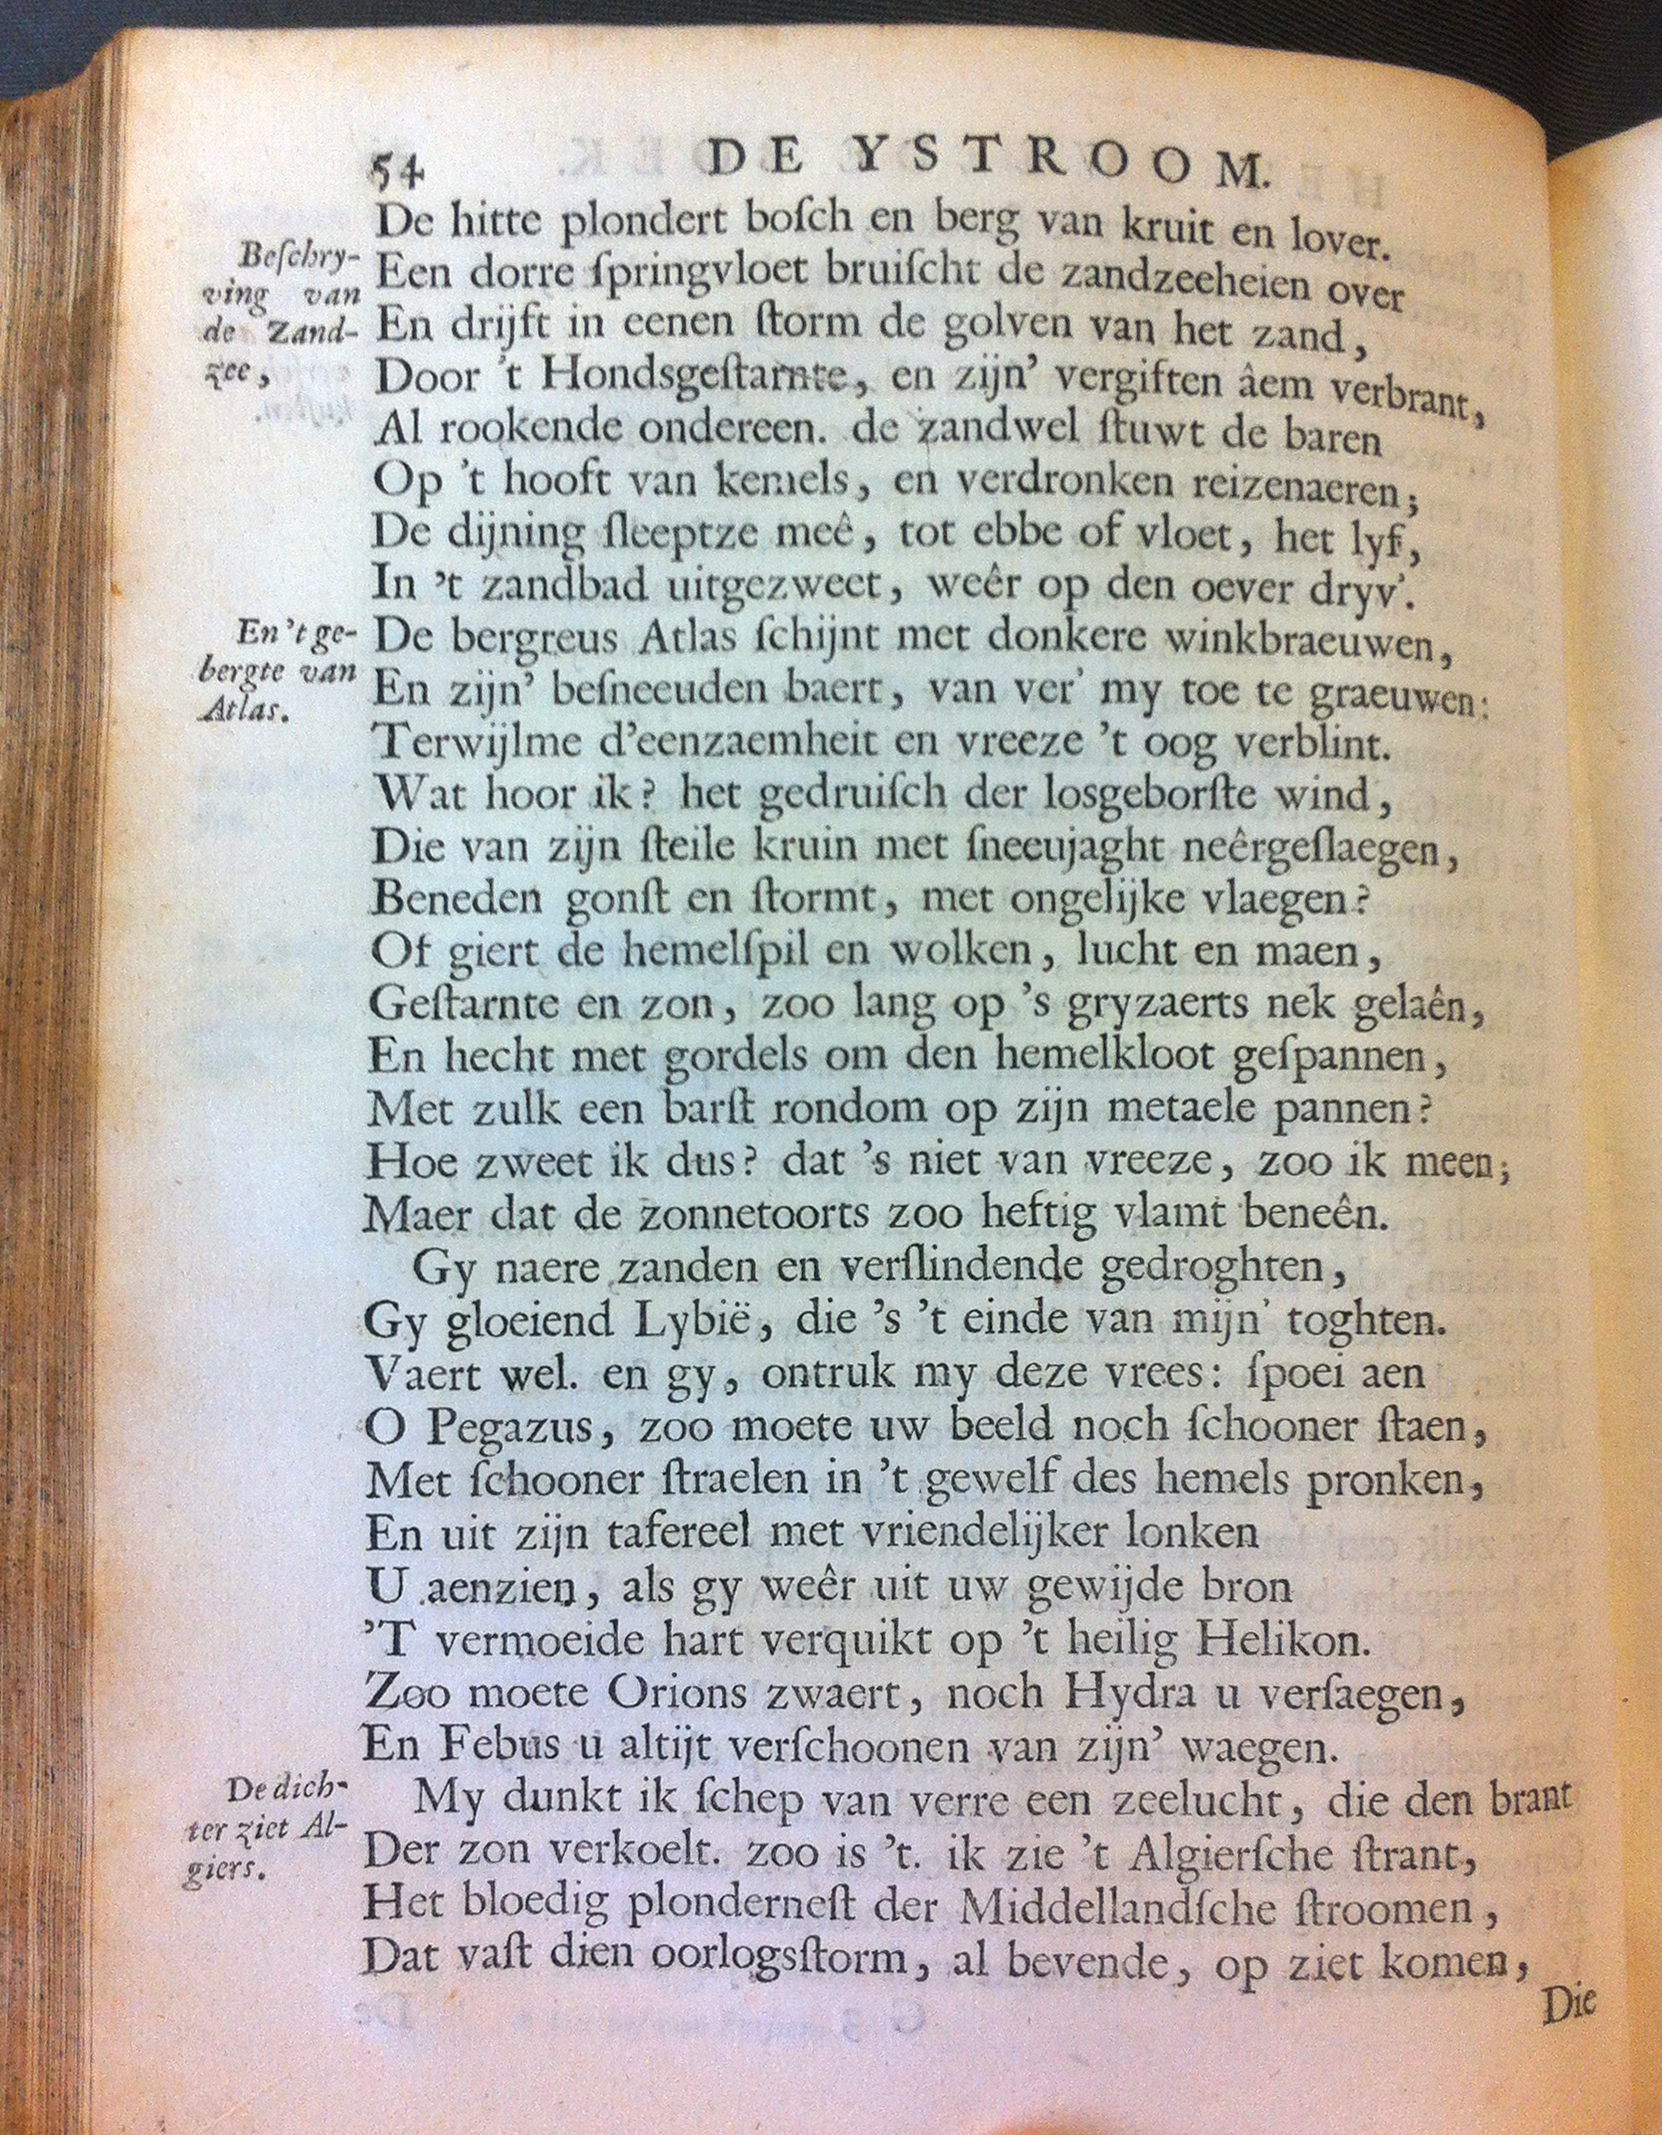 54 DE YSTROOM.
De hitte plondert boſch en berg van kruit en lover.
Beſchry-
ving van
de Zand-
zee,
Een dorre ſpringvloet bruiſcht de zandzeeheien over
En drijft in eenen ſtorm de golven van het zand,
Door 't Hondsgeſtarnte, en zijn' vergiften âem verbrant,
Al rookende ondereen. de zandwel ſtuwt de baren
Op 't hooft van kemels, en verdronken reizenaeren;
De dijning ſleeptze meê, tot ebbe of vloet, het lyf,
In 't zandbad uitgezweet, weêr op den oever dryv'.
En 't ge-
bergte van
Atlas.
De bergreus Atlas ſchijnt met donkere winkbraeuwen,
En zijn' beſneeuden baert, van ver' my toe te graeuwen:
Terwijlme d'eenzaemheit en vreeze 't oog verblint.
Wat hoor ik? het gedruiſch der losgeborſte wind,
Die van zijn ſteile kruin met ſneeujaght neêrgeſlaegen,
Beneden gonſt en ſtormt, met ongelijke vlaegen?
Of giert de hemelſpil en wolken, lucht en maen,
Geſtarnte en zon, zoo lang op 's gryzaerts nek gelaên,
En hecht met gordels om den hemelkloot geſpannen,
Met zulk een barſt rondom op zijn metaele pannen?
Hoe zweet ik dus? dat 's niet van vreeze, zoo ik meen;
Maer dat de zonnetoorts zoo heftig vlamt beneên.
Gy naere zanden en verſlindende gedroghten,
Gy gloeiend Lybië, die 's 't einde van mijn' toghten.
Vaert wel. en gy, ontruk my deze vrees: ſpoei aen
O Pegazus, zoo moete uw beeld noch ſchooner ſtaen,
Met ſchooner ſtraelen in 't gewelf des hemels pronken,
En uit zijn tafereel met vriendelijker lonken
U aenzien, als gy weêr uit uw gewijde bron
'T vermoeide hart verquikt op 't heilig Helikon.
Zoo moete Orions zwaert, noch Hydra u verſaegen,
En Febus u altijt verſchoonen van zijn' waegen.
De dich-
ter ziet Al-
giers.
My dunkt ik ſchep van verre een zeelucht, die den brant
Der zon verkoelt. zoo is 't. ik zie 't Algierſche ſtrant,
Het bloedig plonderneſt der Middellandſche ſtroomen,
Dat vaſt dien oorlogsſtorm, al bevende, op ziet komen,
Die